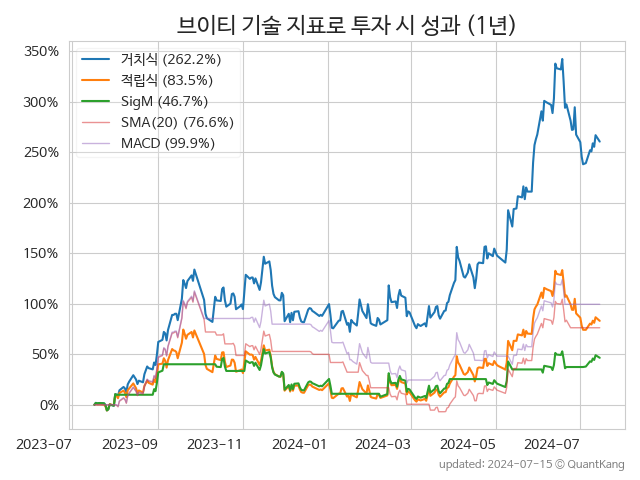 브이티 기술 지표로 투자 시 성과 (1년)
350%
300%
250%
200%
150%
100%
50%
0%
거치식 (262.2%)
적립식 (83.5%)
SigM (46.7%)
SMA(20) (76.6%)
MACD (99.9%)
2023-07 2023-09 2023-11 2024-01 2024-03 2024-05 2024-07
updated: 2024-07-15 © QuantKang